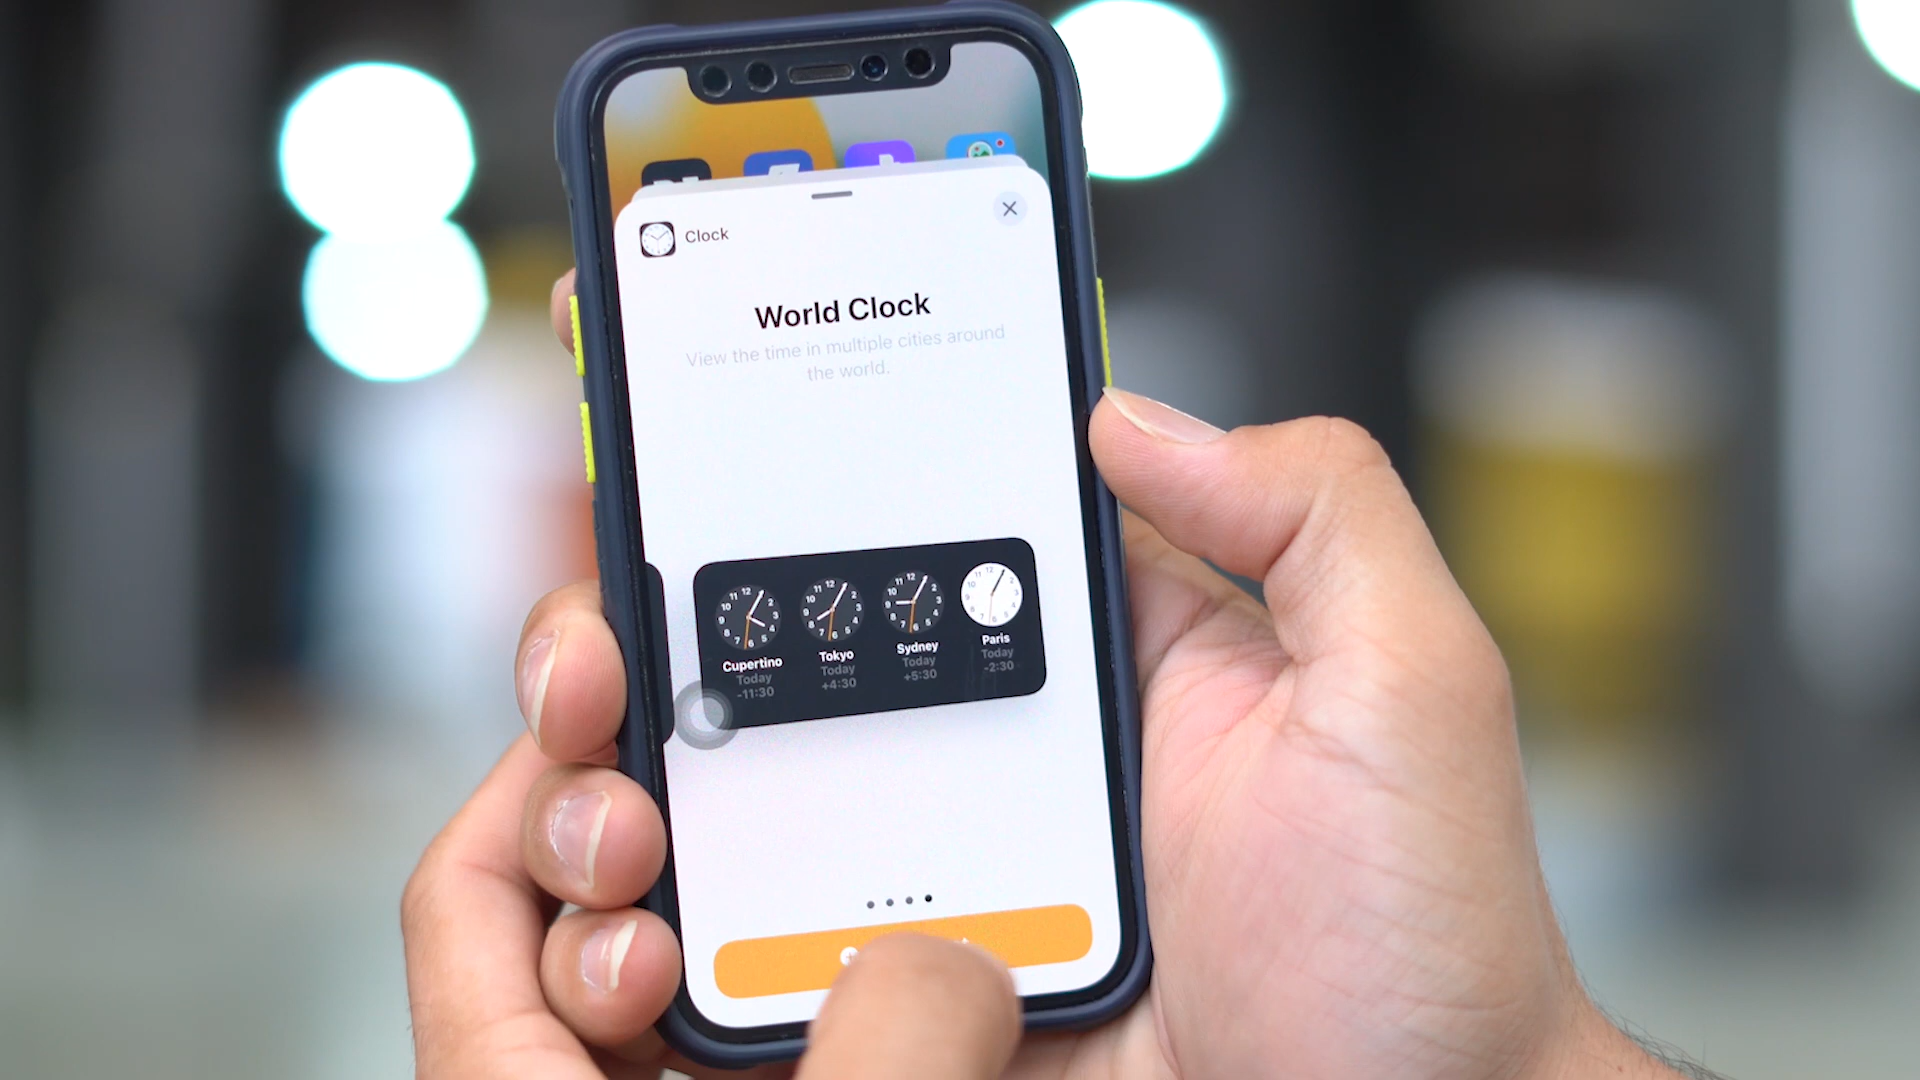 Clock
World Clock
View the time in multiple cities around
the world.
Cupertino
Today
-11:30
Tokyo
Today
+4:30
Sydney
Today
+5:30
Paris
Today
-2:30